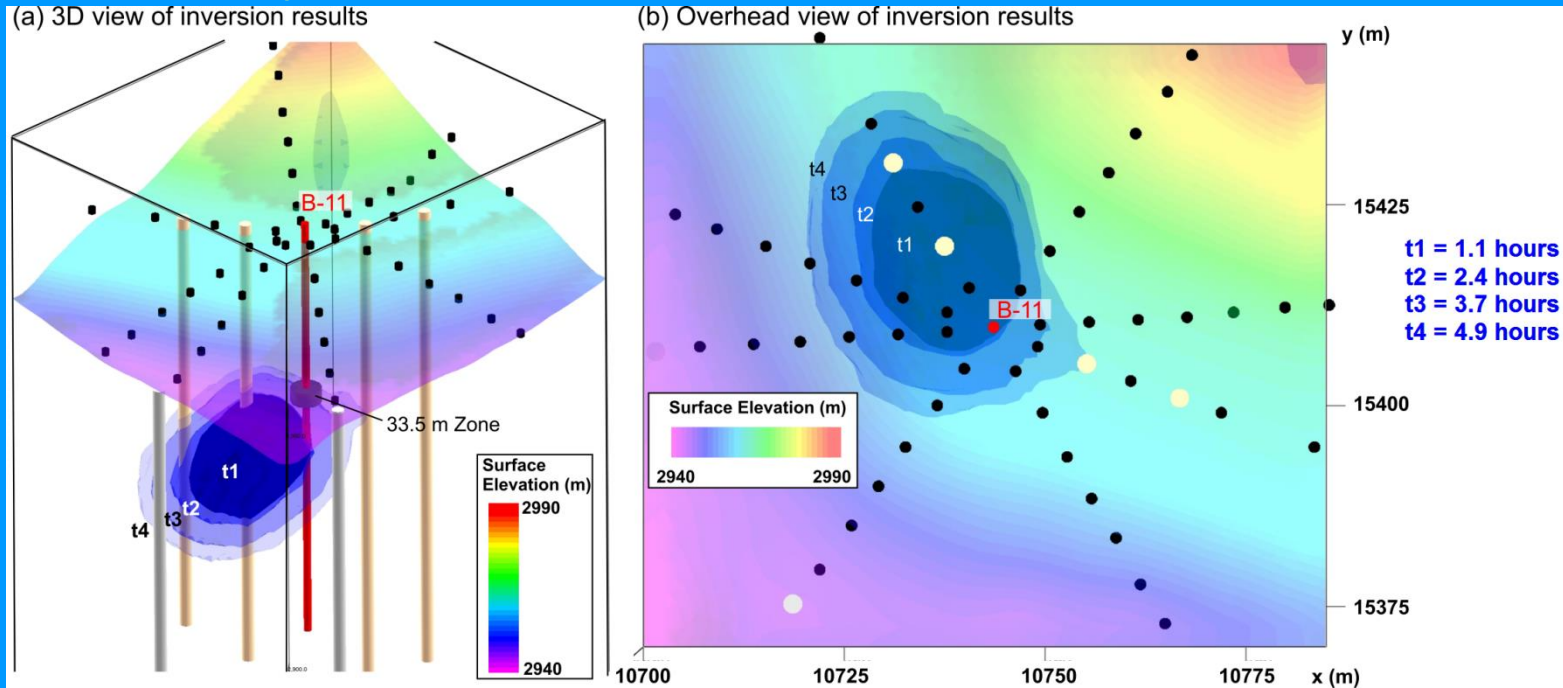 (a) 3D view of inversion results
B-11
33.5 m Zone
t1
t2
t3
t4
Surface
Elevation (m)
2990
2940
(b) Overhead view of inversion results
y (m)
t4
t3
t2
t1
B-11
15425
15400
15375
Surface Elevation (m)
2940 2990
10700 10725 10750 10775 x (m)
t1 = 1.1 hours
t2 = 2.4 hours
t3 = 3.7 hours
t4 = 4.9 hours